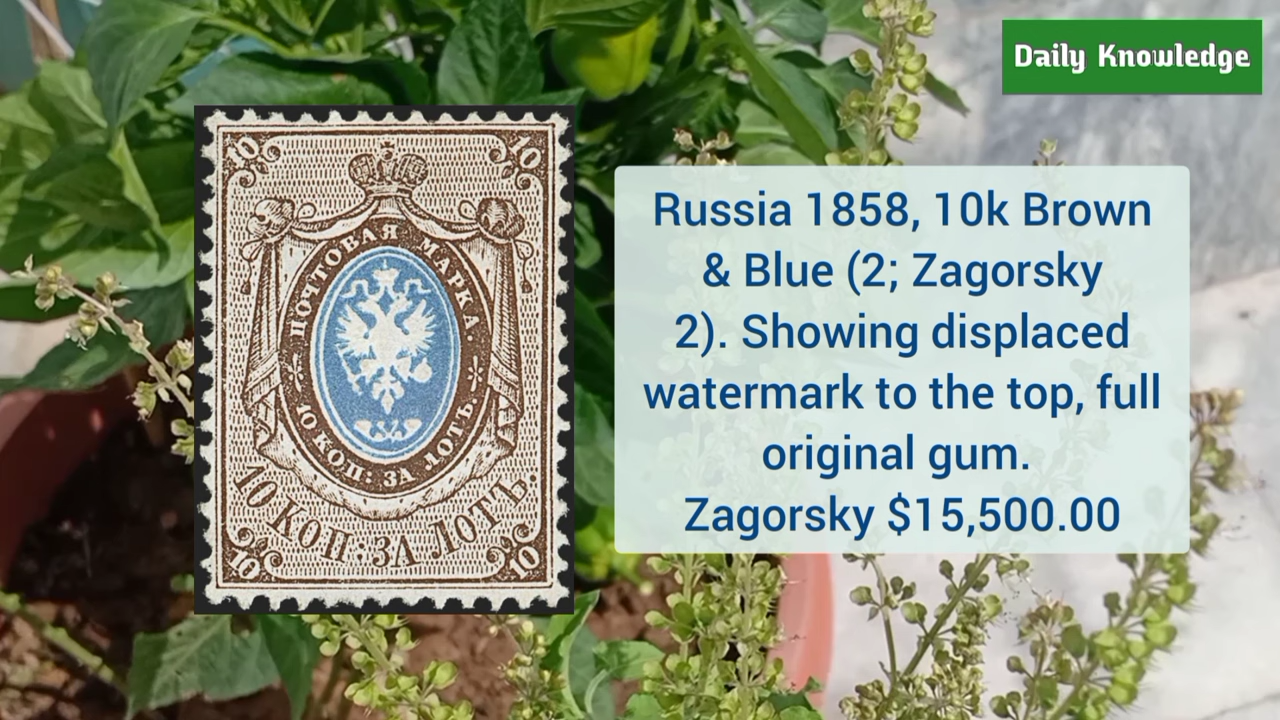 Daily Knowledge
10 10
ПОЧТОВАЯ МАРКА.
10 КОП: ЗА ЛОТЪ.
10 КОП: ЗА ЛОТЪ.
10 10
Russia 1858, 10k Brown
& Blue (2; Zagorsky
2). Showing displaced
watermark to the top, full
original gum.
Zagorsky $15,500.00